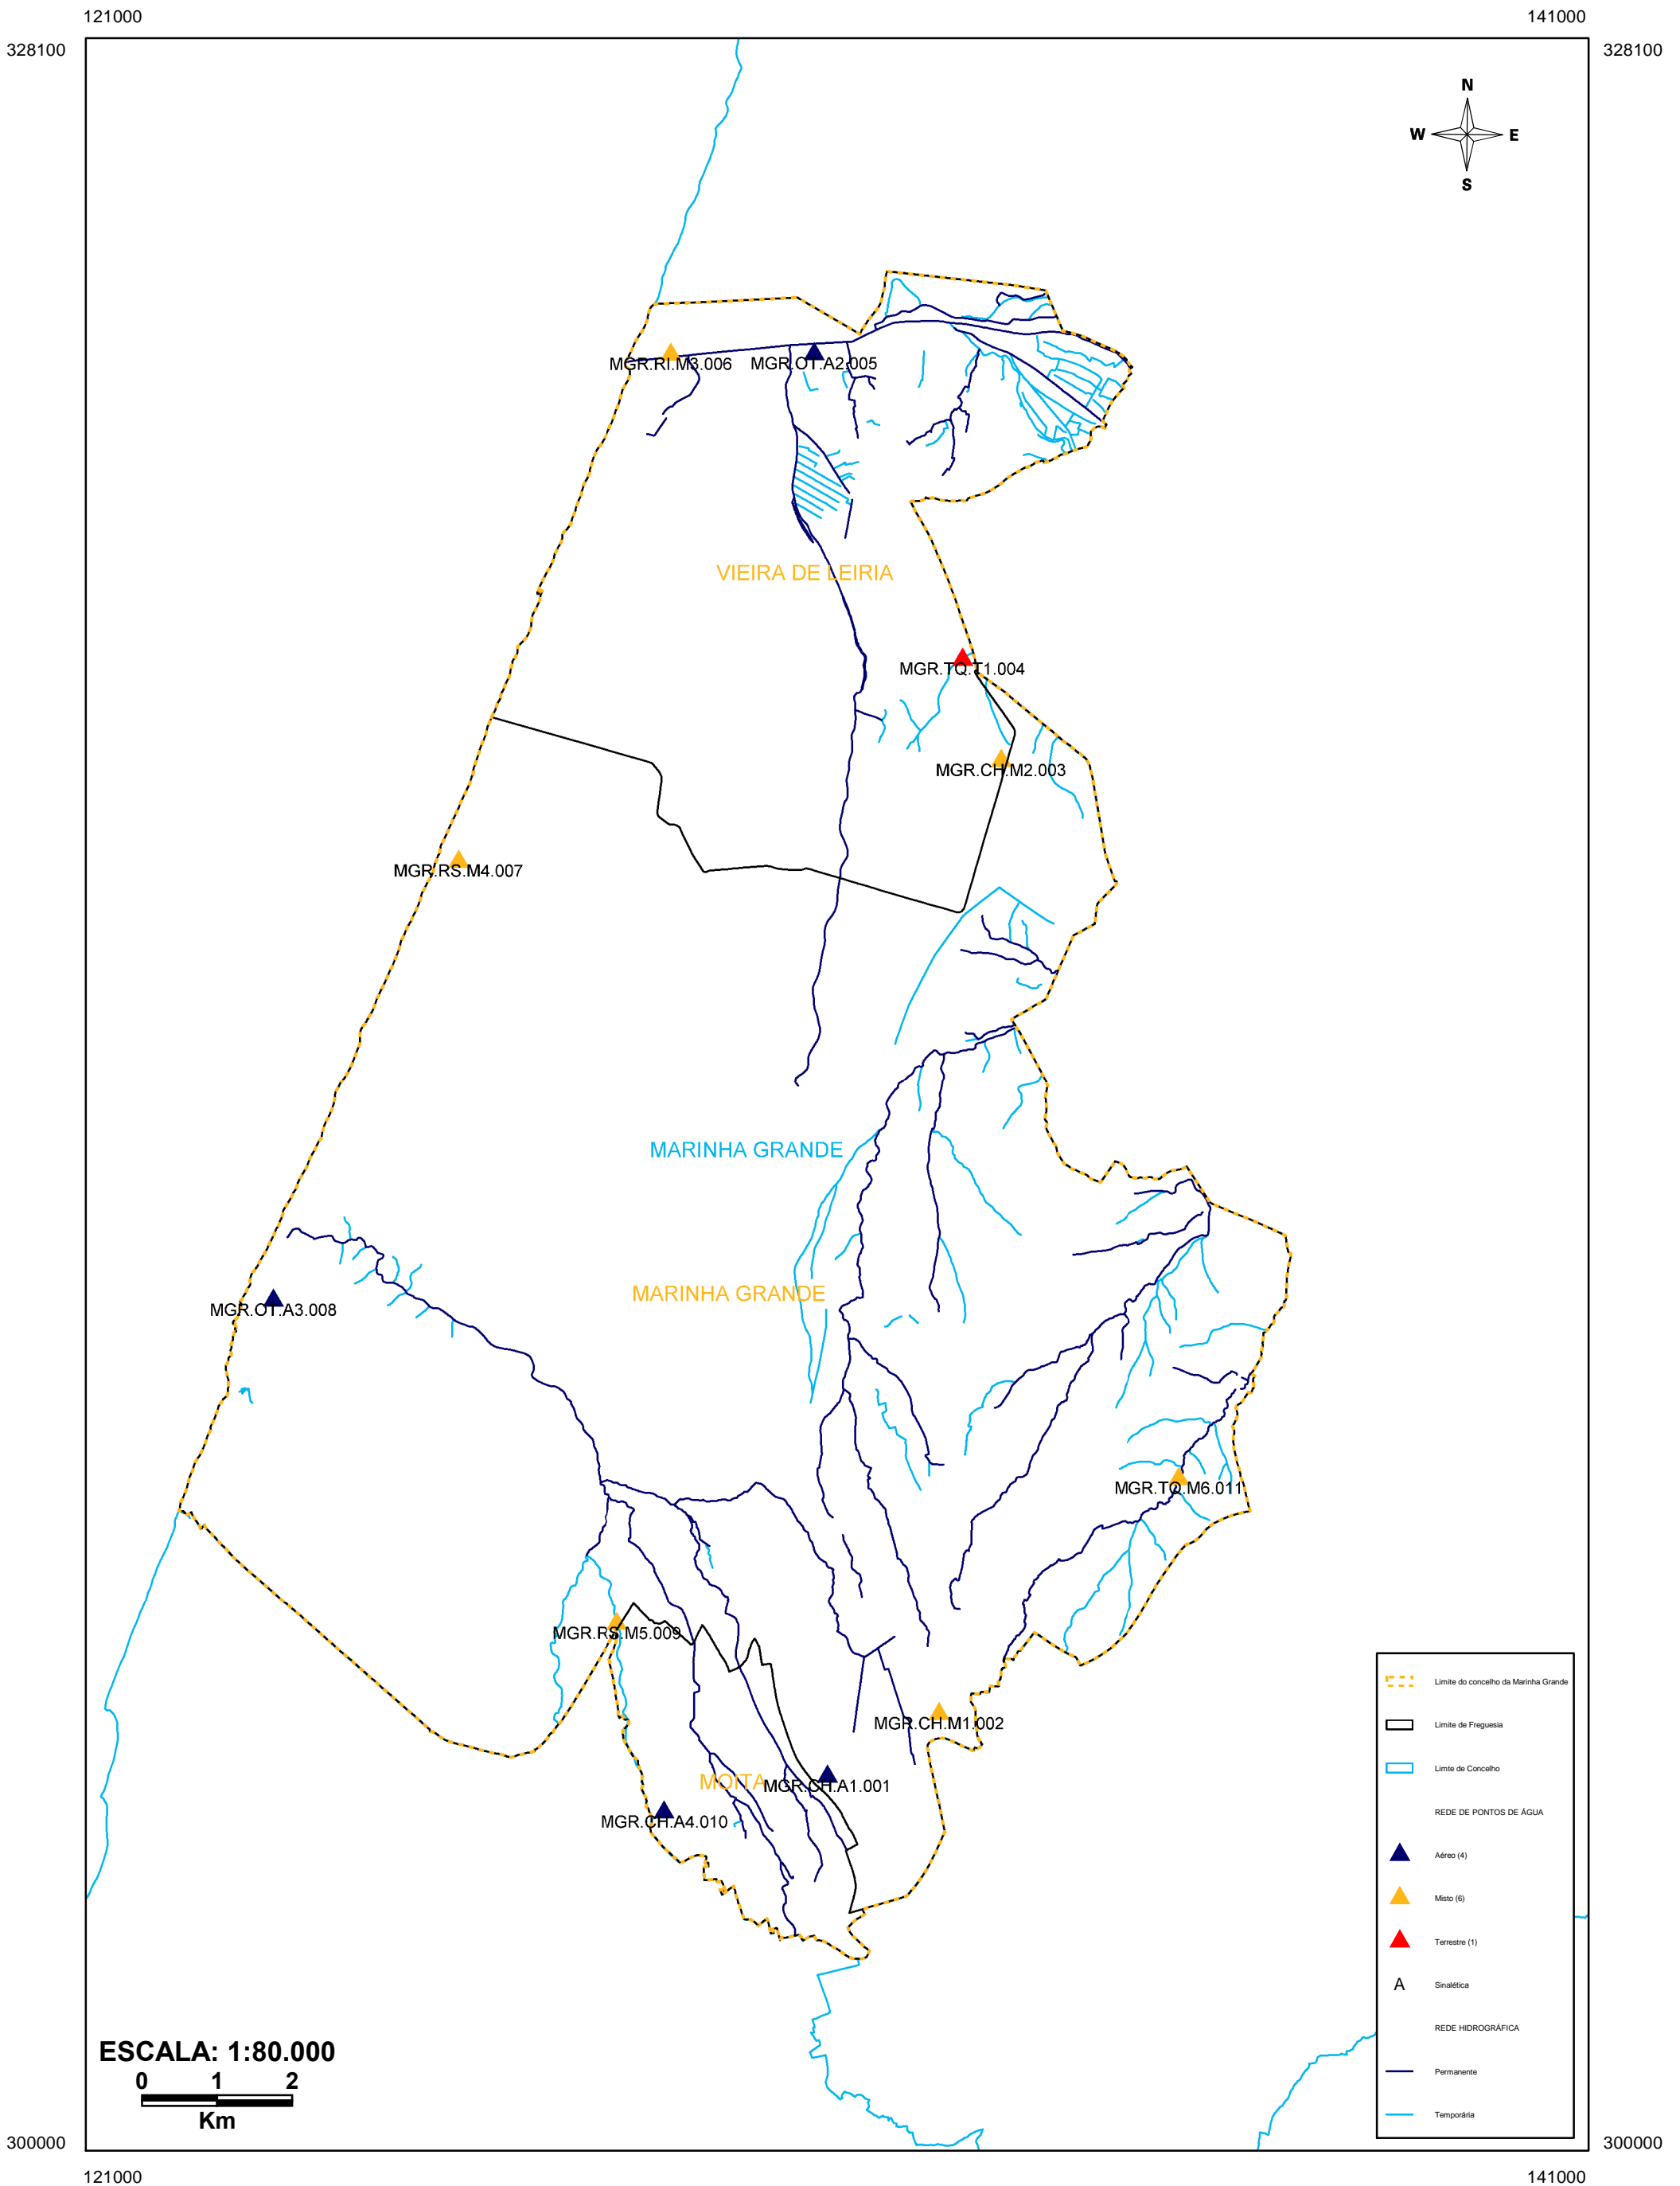 121000
141000
328100
328100
N
W
E
S
MGR.RI.M3.006
MGR.OT.A2.005
VIEIRA DE LEIRIA
MGR.TQ.T1.004
MGR.CH.M2.003
MGR.RS.M4.007
MARINHA GRANDE
MARINHA GRANDE
MGR.OT.A3.008
MGR.TQ.M6.011
MGR.RS.M5.009
MGR.CH.M1.002
MOITA
MGR.CH.A1.001
MGR.CH.A4.010
Limite do concelho da Marinha Grande
Limite de Freguesia
Limte de Concelho
REDE DE PONTOS DE ÁGUA
Aéreo (4)
Misto (6)
Terrestre (1)
A Sinalética
REDE HIDROGRÁFICA
Permanente
Temporária
ESCALA: 1:80.000
0 1 2
Km
300000
300000
121000
141000